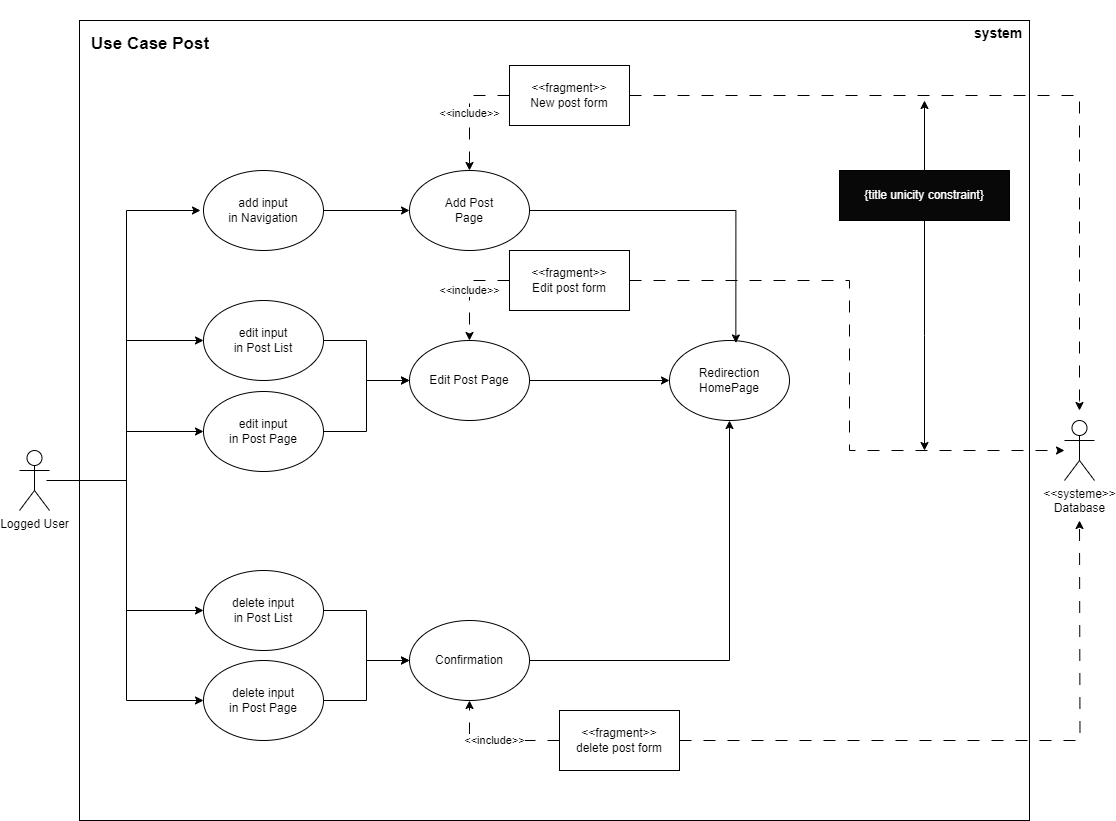 Use Case Post
system
<<fragment>>
New post form
<<include>>
{title unicity constraint}
add input
in Navigation
Add Post
Page
<<fragment>>
Edit post form
<<include>>
edit input
in Post List
Edit Post Page
Redirection
HomePage
edit input
in Post Page
Logged User
<<systeme>>
Database
delete input
in Post List
Confirmation
delete input
in Post Page
<<include>>
<<fragment>>
delete post form